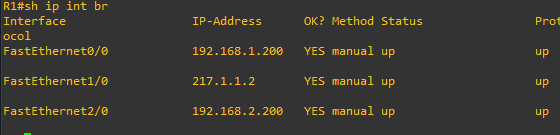 R1#sh ip int br
Interface IP-Address OK? Method Status Prot
ocol
FastEthernet0/0 192.168.1.200 YES manual up up
FastEthernet1/0 217.1.1.2 YES manual up up
FastEthernet2/0 192.168.2.200 YES manual up up